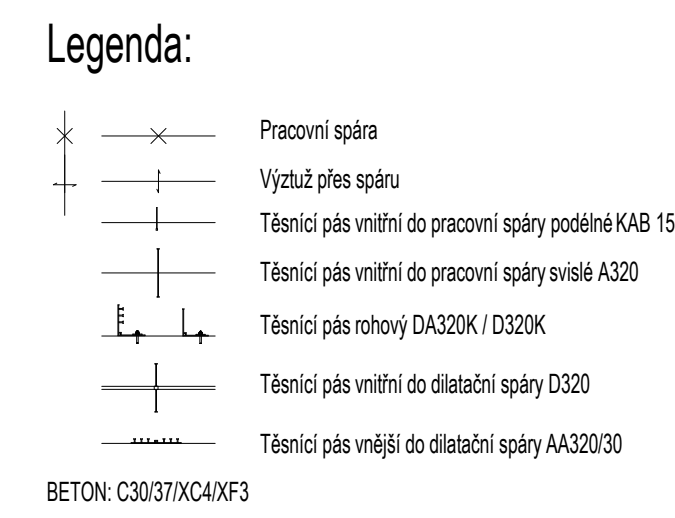 Legenda:
Pracovní spára
Výztuž přes spáru
Těsnící pás vnitřní do pracovní spáry podélné KAB 15
Těsnící pás vnitřní do pracovní spáry svislé A320
Těsnící pás rohový DA320K / D320K
Těsnící pás vnitřní do dilatační spáry D320
Těsnící pás vnější do dilatační spáry AA320/30
BETON: C30/37/XC4/XF3